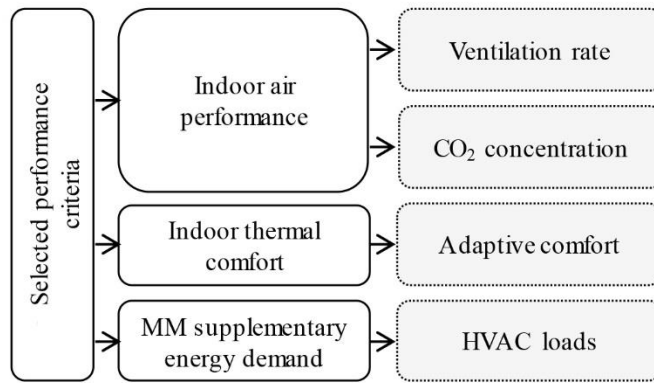 Selected performance
criteria
Indoor air
performance
Ventilation rate
CO₂ concentration
Indoor thermal
comfort
Adaptive comfort
MM supplementary
energy demand
HVAC loads